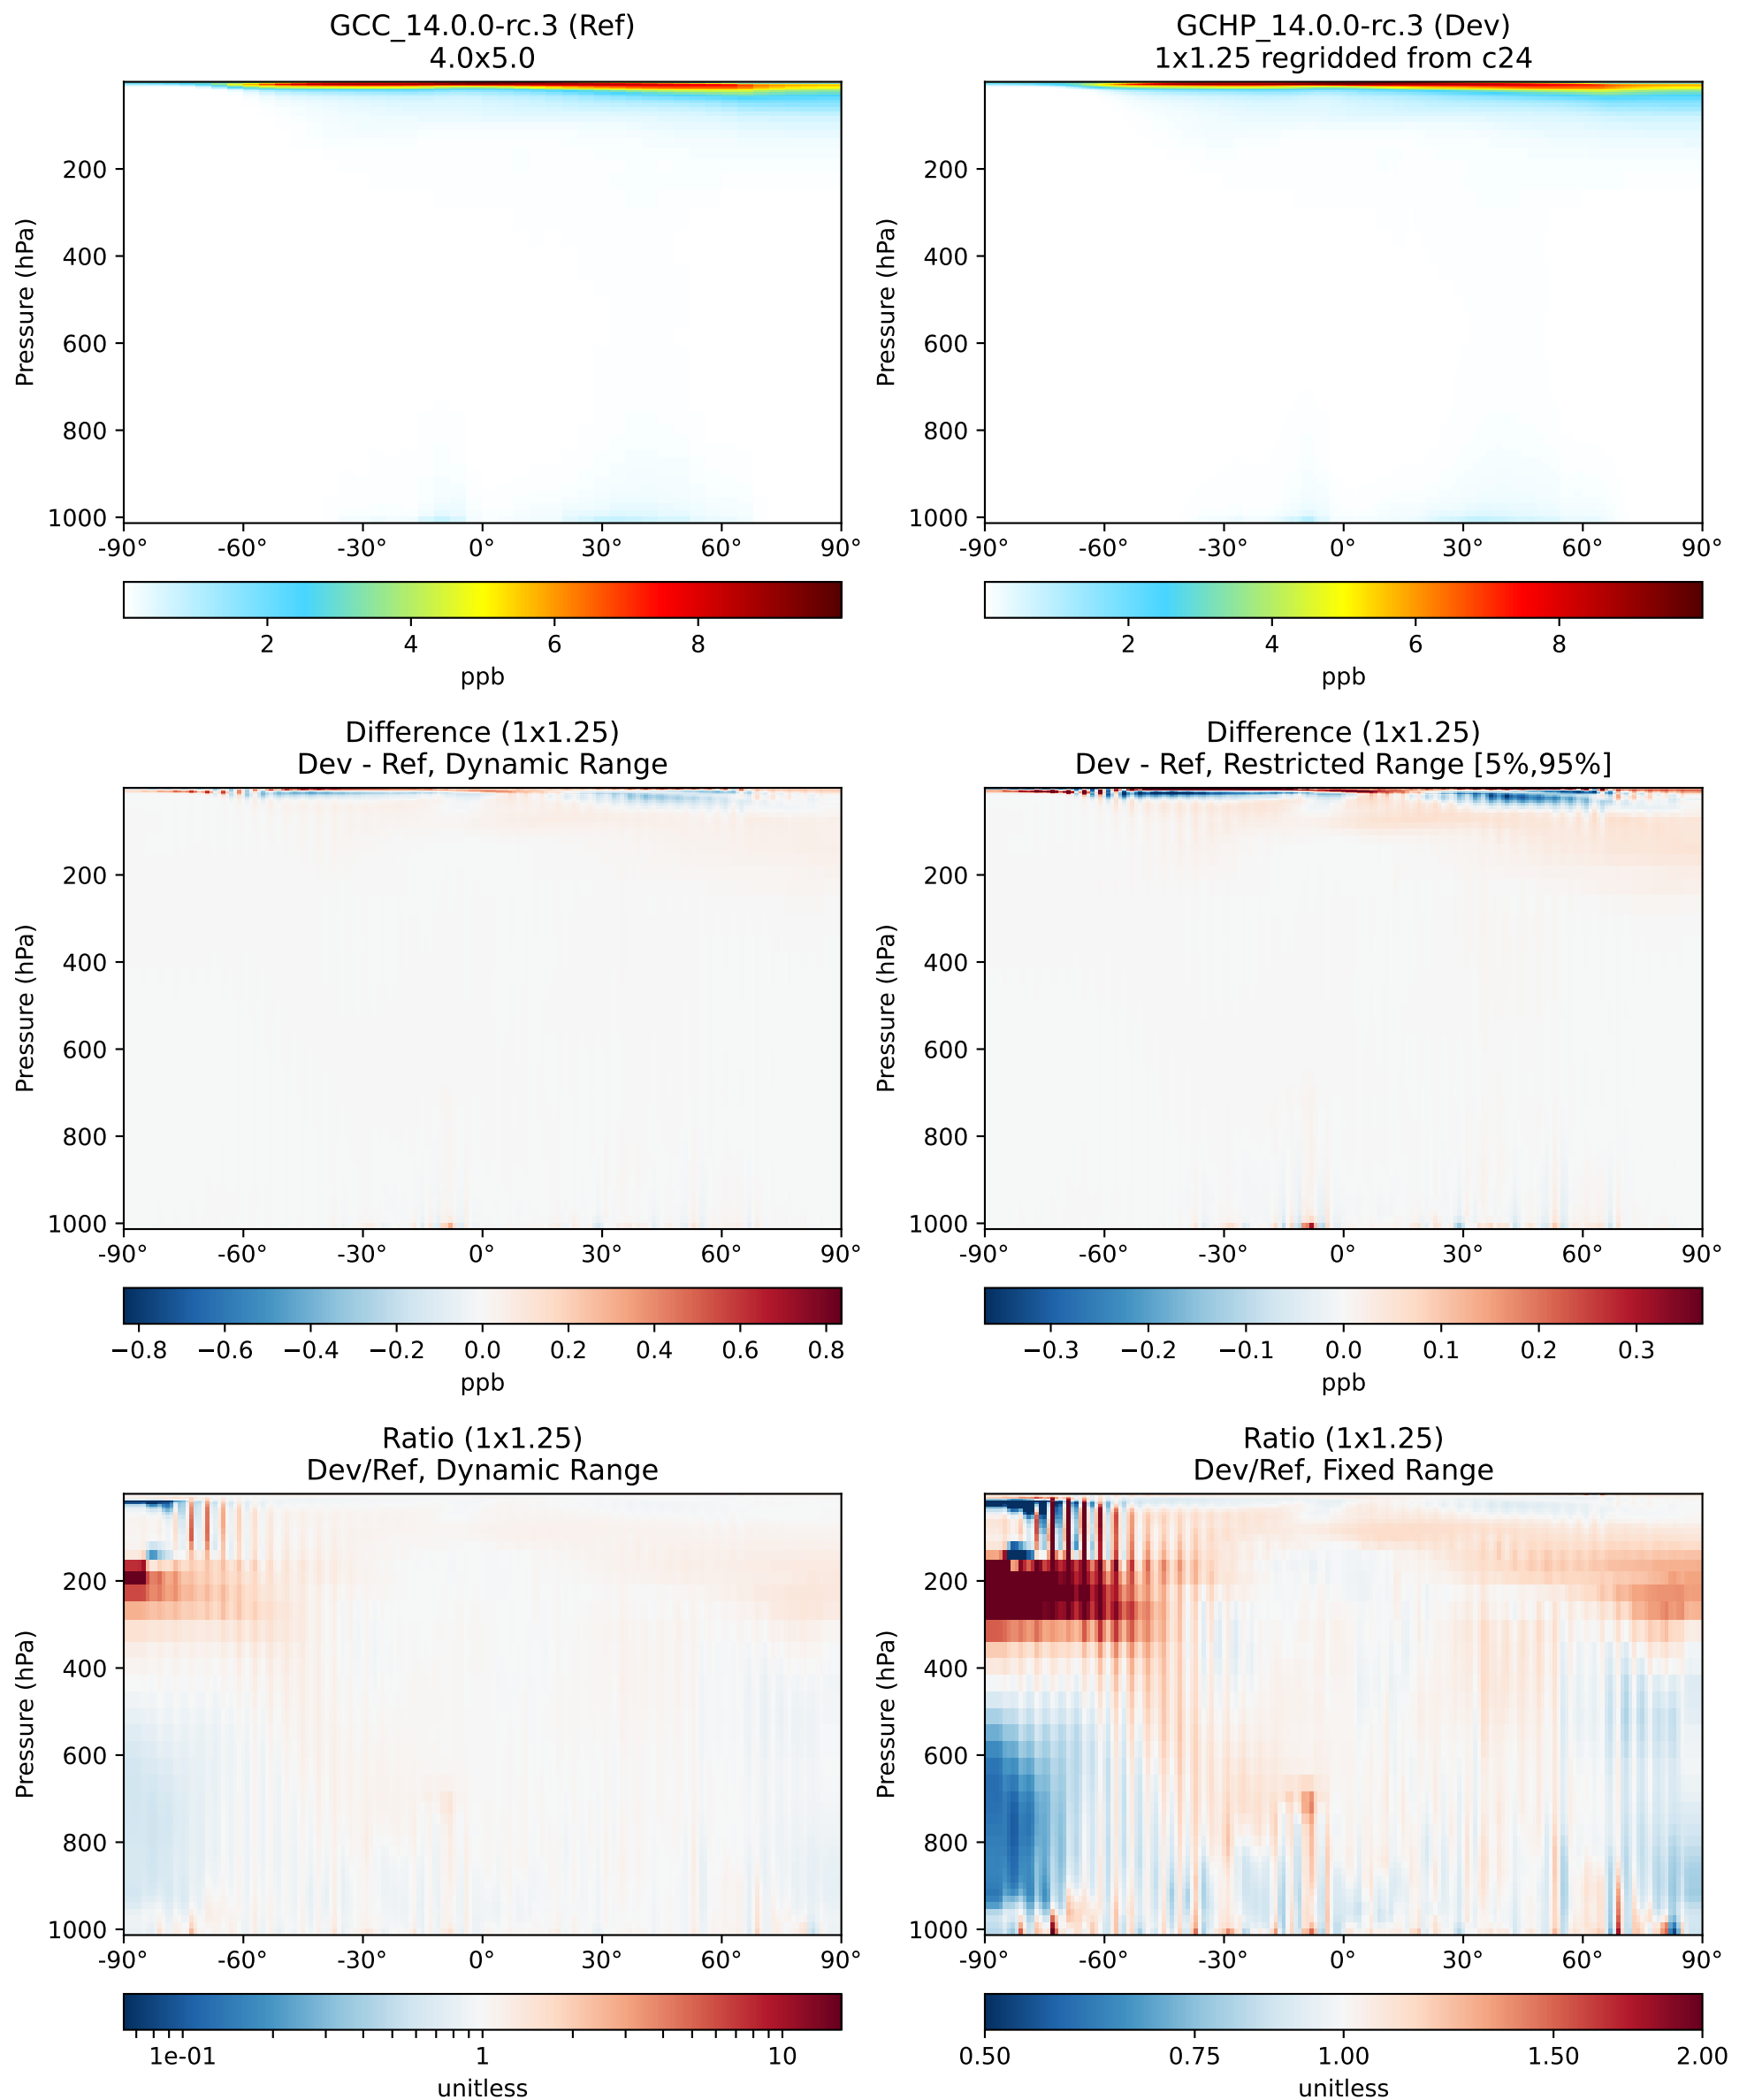 GCC_14.0.0-rc.3 (Ref)
4.0x5.0
Pressure (hPa)
200
400
600
800
1000
-90° -60° -30° 0° 30° 60° 90°
2 4 6 8
ppb
GCHP_14.0.0-rc.3 (Dev)
1x1.25 regridded from c24
Pressure (hPa)
200
400
600
800
1000
-90° -60° -30° 0° 30° 60° 90°
2 4 6 8
ppb
Difference (1x1.25)
Dev - Ref, Dynamic Range
Pressure (hPa)
200
400
600
800
1000
-90° -60° -30° 0° 30° 60° 90°
−0.8 −0.6 −0.4 −0.2 0.0 0.2 0.4 0.6 0.8
ppb
Difference (1x1.25)
Dev - Ref, Restricted Range [5%,95%]
Pressure (hPa)
200
400
600
800
1000
-90° -60° -30° 0° 30° 60° 90°
−0.3 −0.2 −0.1 0.0 0.1 0.2 0.3
ppb
Ratio (1x1.25)
Dev/Ref, Dynamic Range
Pressure (hPa)
200
400
600
800
1000
-90° -60° -30° 0° 30° 60° 90°
1e-01 1 10
unitless
Ratio (1x1.25)
Dev/Ref, Fixed Range
Pressure (hPa)
200
400
600
800
1000
-90° -60° -30° 0° 30° 60° 90°
0.50 0.75 1.00 1.50 2.00
unitless